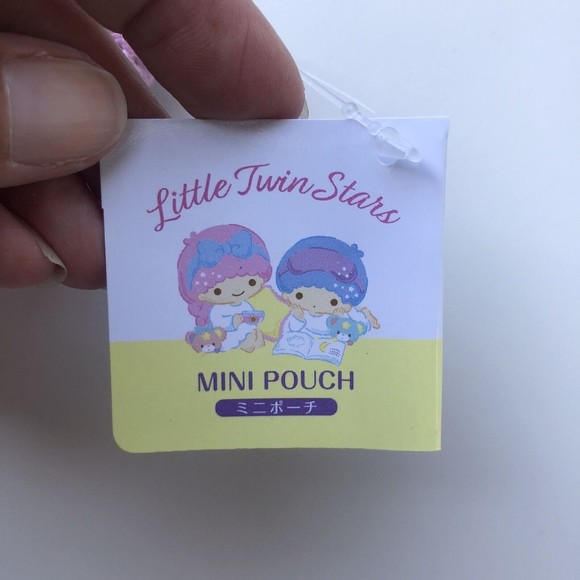 Little Twin Stars
MINI POUCH
ミニポーチ